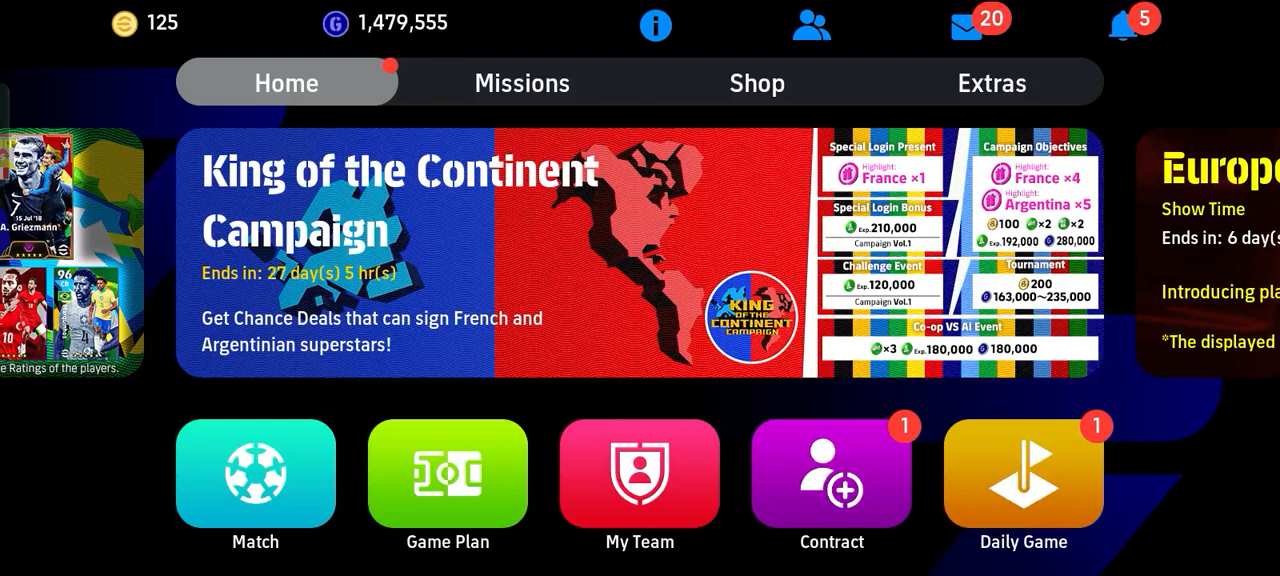 125
1,479,555
20
5
Home
Missions
Shop
Extras
15 Jul '18
A. Griezmann
10
96
CB
e Ratings of the players.
King of the Continent
Campaign
Ends in: 27 day(s) 5 hr(s)
Get Chance Deals that can sign French and
Argentinian superstars!
KING
OF THE
CONTINENT
CAMPAIGN
Special Login Present
Highlight:
France ×1
Special Login Bonus
Exp.210,000
Campaign Vol.1
Challenge Event
Exp.120,000
Campaign Vol.1
Campaign Objectives
Highlight:
France ×4
Highlight:
Argentina ×5
100 ×2 ×2
Exp.192,000 280,000
Tournament
200
163,000～235,000
Co-op VS AI Event
×3 Exp.180,000 180,000
Europe
Show Time
Ends in: 6 day(s
Introducing pla
*The displayed
Match
Game Plan
My Team
1
Contract
1
Daily Game